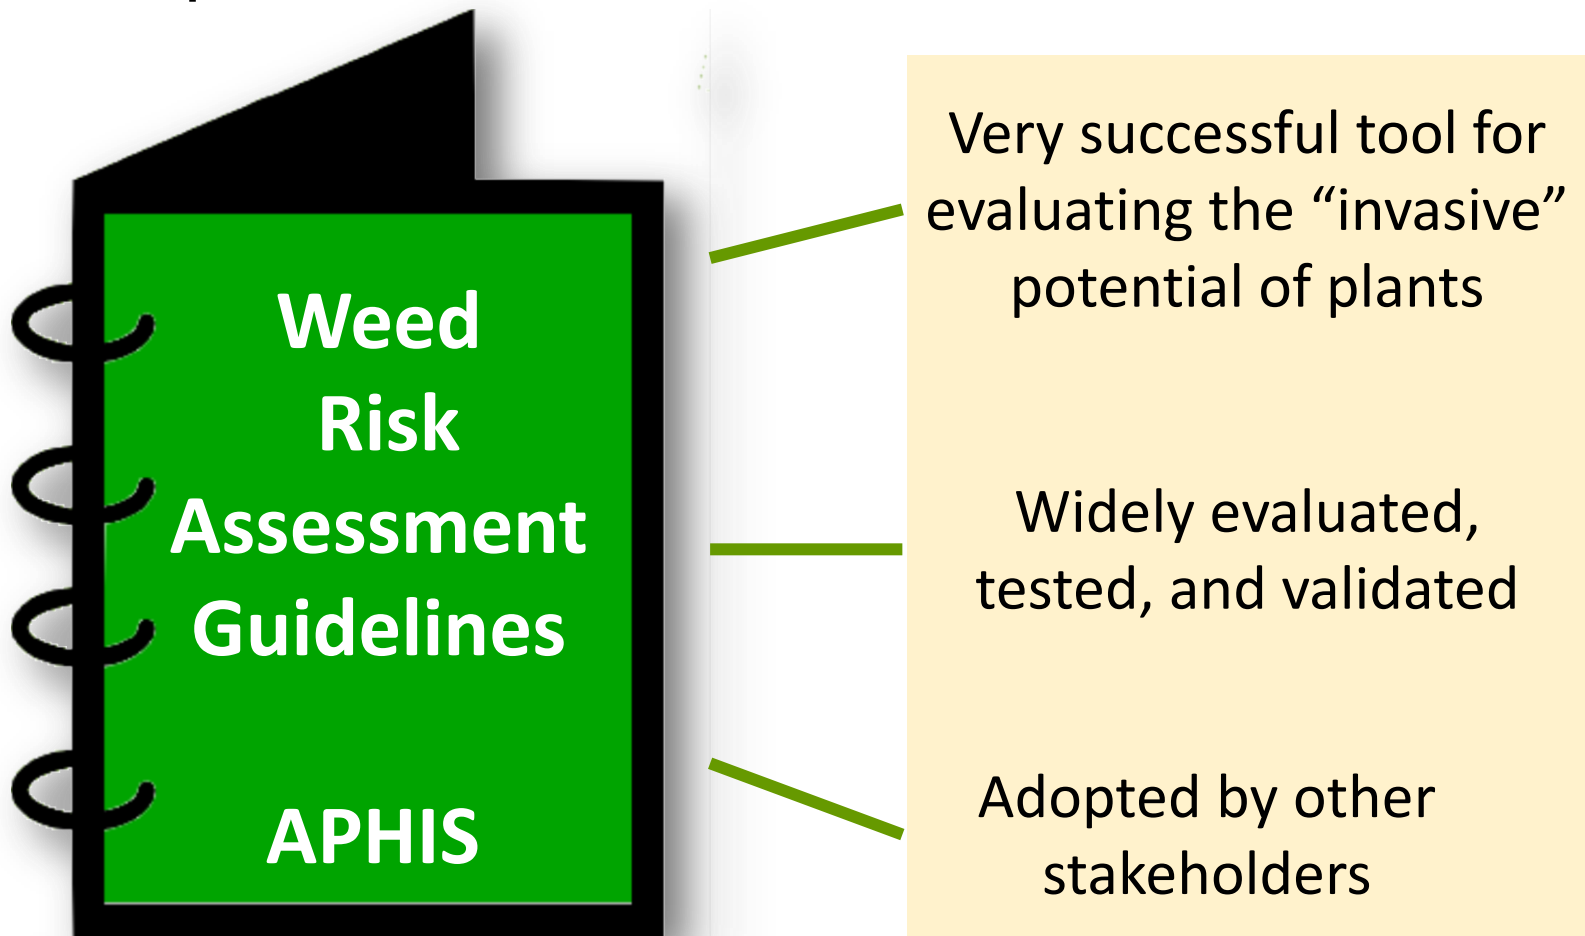 Weed
Risk
Assessment
Guidelines
APHIS
Very successful tool for
evaluating the “invasive”
potential of plants
Widely evaluated,
tested, and validated
Adopted by other
stakeholders